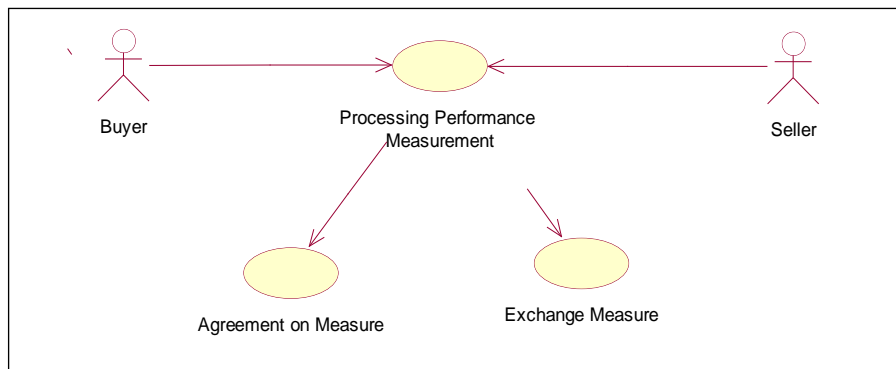 Buyer
Processing Performance
Measurement
Seller
Agreement on Measure
Exchange Measure